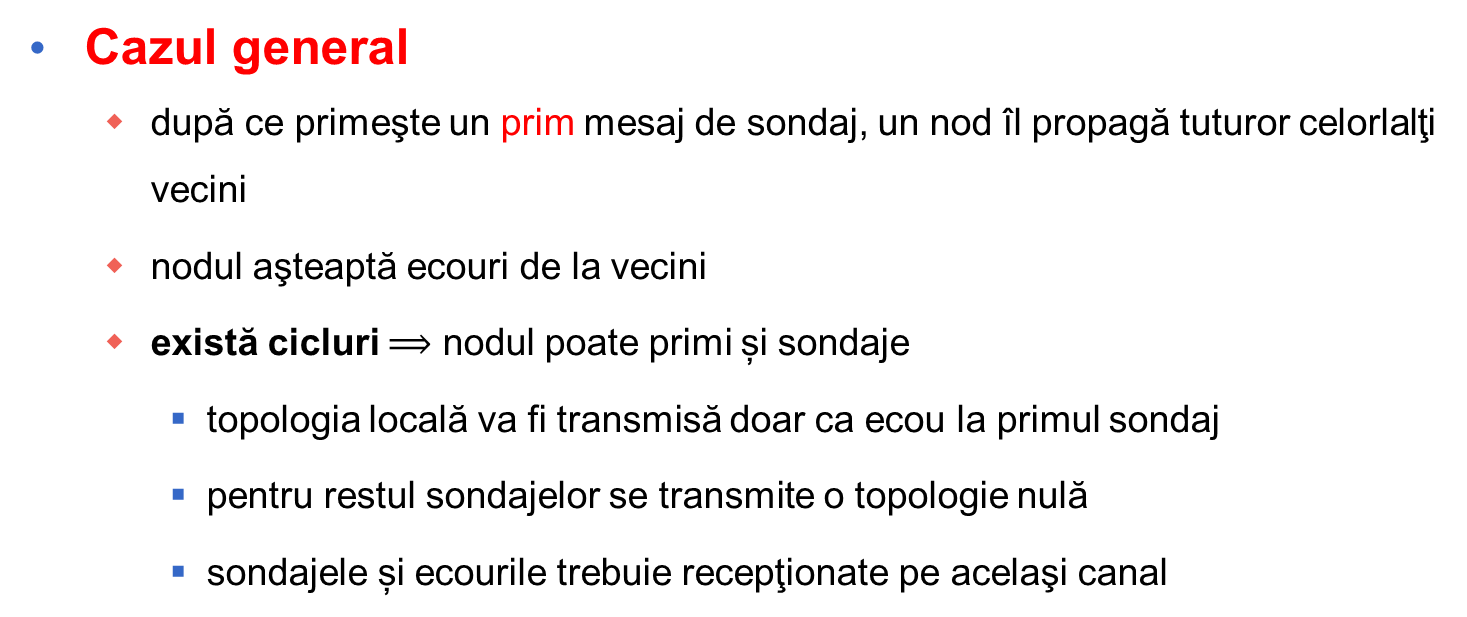 • Cazul general
◆ după ce primeşte un prim mesaj de sondaj, un nod îl propagă tuturor celorlalţi
vecini
◆ nodul aşteaptă ecouri de la vecini
◆ există cicluri ⟹ nodul poate primi și sondaje
▪ topologia locală va fi transmisă doar ca ecou la primul sondaj
▪ pentru restul sondajelor se transmite o topologie nulă
▪ sondajele și ecourile trebuie recepţionate pe acelaşi canal